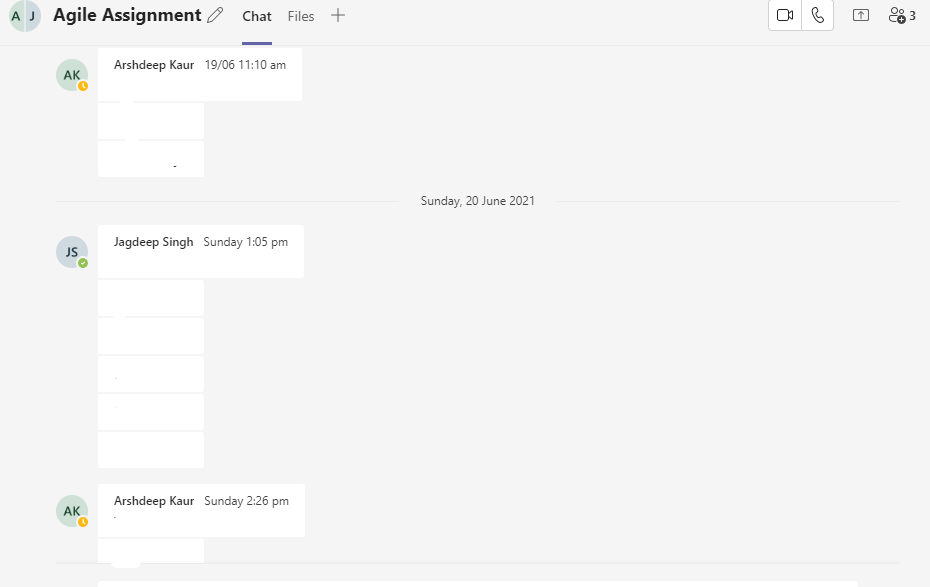 A J Agile Assignment Chat Files 3
AK Arshdeep Kaur 19/06 11:10 am
Sunday, 20 June 2021
JS Jagdeep Singh Sunday 1:05 pm
AK Arshdeep Kaur Sunday 2:26 pm